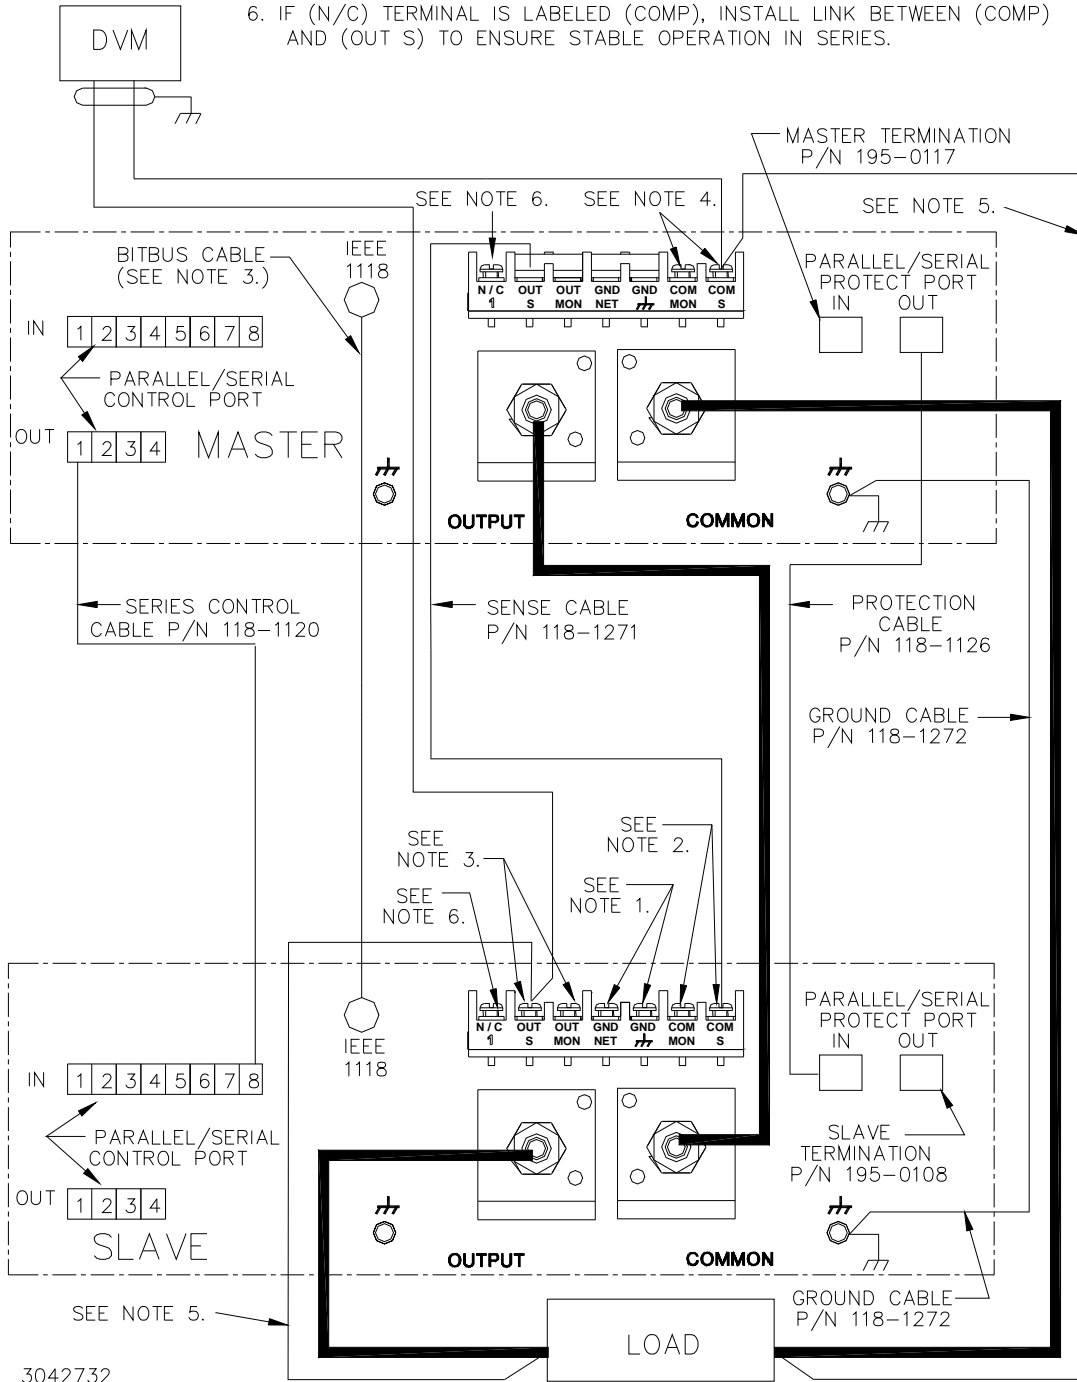 6. IF (N/C) TERMINAL IS LABELED (COMP), INSTALL LINK BETWEEN (COMP)
AND (OUT S) TO ENSURE STABLE OPERATION IN SERIES.
DVM
MASTER TERMINATION
P/N 195-0117
SEE NOTE 6.
SEE NOTE 4.
SEE NOTE 5.
BITBUS CABLE
(SEE NOTE 3.)
IEEE
1118
N / C
1
OUT
S
OUT
MON
GND
NET
GND
COM
MON
COM
S
PARALLEL/SERIAL
PROTECT PORT
IN
OUT
IN
1 2 3 4 5 6 7 8
PARALLEL/SERIAL
CONTROL PORT
OUT
1 2 3 4
MASTER
OUTPUT
COMMON
SERIES CONTROL
CABLE P/N 118-1120
SENSE CABLE
P/N 118-1271
PROTECTION
CABLE
P/N 118-1126
GROUND CABLE
P/N 118-1272
SEE
NOTE 3.
SEE
NOTE 2.
SEE
NOTE 6.
SEE
NOTE 1.
IEEE
1118
N / C
1
OUT
S
OUT
MON
GND
NET
GND
COM
MON
COM
S
PARALLEL/SERIAL
PROTECT PORT
IN
OUT
IN
1 2 3 4 5 6 7 8
PARALLEL/SERIAL
CONTROL PORT
OUT
1 2 3 4
SLAVE
SLAVE
TERMINATION
P/N 195-0108
OUTPUT
COMMON
SEE NOTE 5.
LOAD
GROUND CABLE
P/N 118-1272
3042732